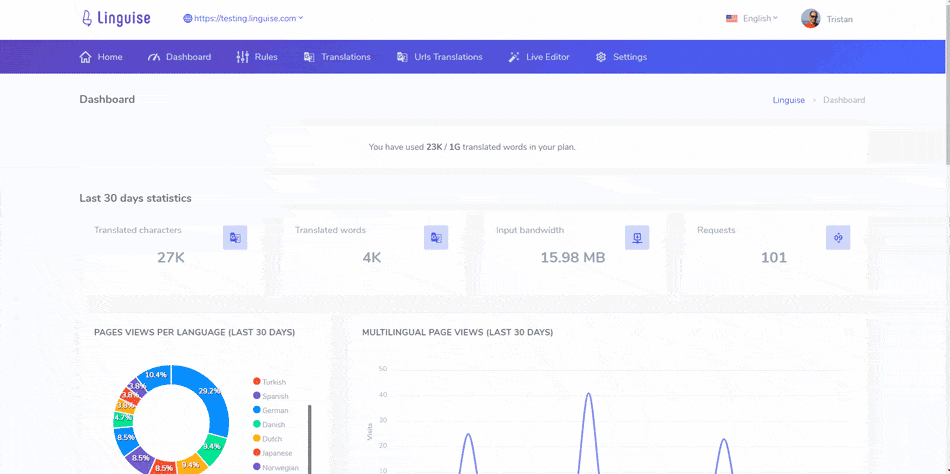 Linguise
https://testing.linguise.com
English
Tristan
Home
Dashboard
Rules
Translations
Urls Translations
Live Editor
Settings
Dashboard
Linguise > Dashboard
You have used 23K / 1G translated words in your plan.
Last 30 days statistics
Translated characters
27K
Translated words
4K
Input bandwidth
15.98 MB
Requests
101
PAGES VIEWS PER LANGUAGE (LAST 30 DAYS)
10.4%
29.2%
9.4%
9.4%
8.5%
8.5%
8.5%
4.7%
3.8%
3.8%
3.8%
Turkish
Spanish
German
Danish
Dutch
Japanese
Norwegian
MULTILINGUAL PAGE VIEWS (LAST 30 DAYS)
50
40
30
20
10
Visits